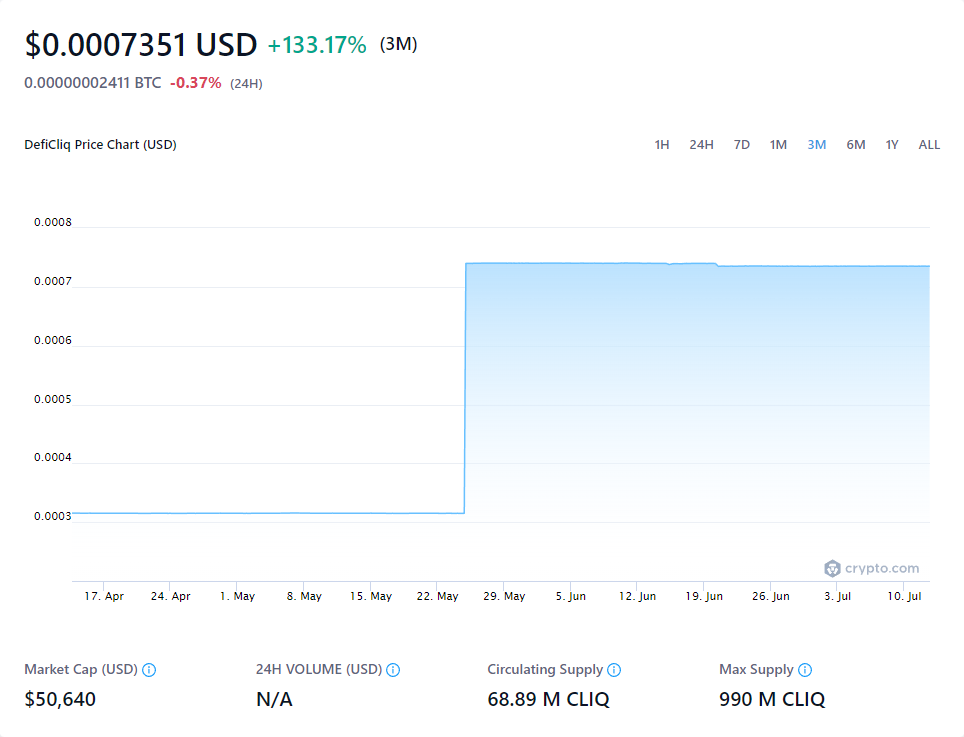 $0.0007351 USD +133.17% (3M)
0.00000002411 BTC -0.37% (24H)
DefiCliq Price Chart (USD) 1H 24H 7D 1M 3M 6M 1Y ALL
0.0008
0.0007
0.0006
0.0005
0.0004
0.0003
crypto.com
17. Apr 24. Apr 1. May 8. May 15. May 22. May 29. May 5. Jun 12. Jun 19. Jun 26. Jun 3. Jul 10. Jul
Market Cap (USD) 24H VOLUME (USD) Circulating Supply Max Supply
$50,640 N/A 68.89 M CLIQ 990 M CLIQ